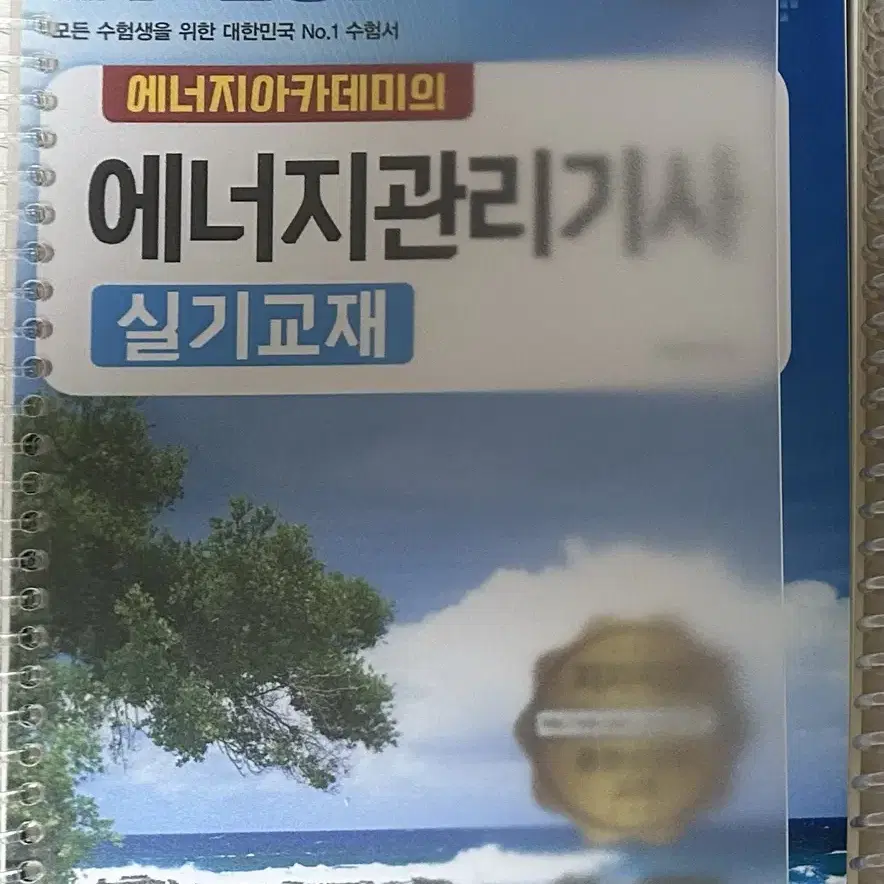 모든 수험생을 위한 대한민국 No.1 수험서
에너지아카데미의
에너지관리기사
실기교재